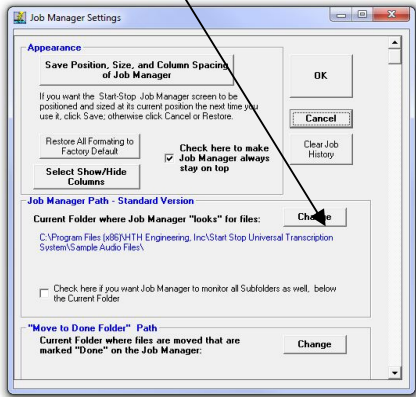 Job Manager Settings
Appearance
Save Position, Size, and Column Spacing
of Job Manager
OK
If you want the Start-Stop Job Manager screen to be
positioned and sized at its current position the next time you
use it, click Save; otherwise click Cancel or Restore.
Cancel
Restore All Formating to
Factory Default
Check here to make
Job Manager always
stay on top
Clear Job
History
Select Show/Hide
Columns
Job Manager Path - Standard Version
Current Folder where Job Manager "looks" for files:
Change
C:\Program Files (x86)\HTH Engineering, Inc\Start Stop Universal Transcription
System\Sample Audio Files\
Check here if you want Job Manager to monitor all Subfolders as well, below
the Current Folder
"Move to Done Folder" Path
Current Folder where files are moved that are
marked "Done" on the Job Manager:
Change